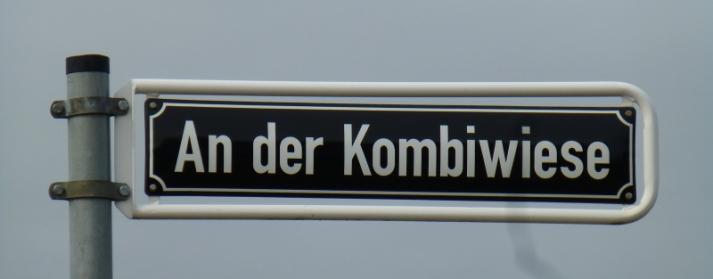 An der Kombiwiese